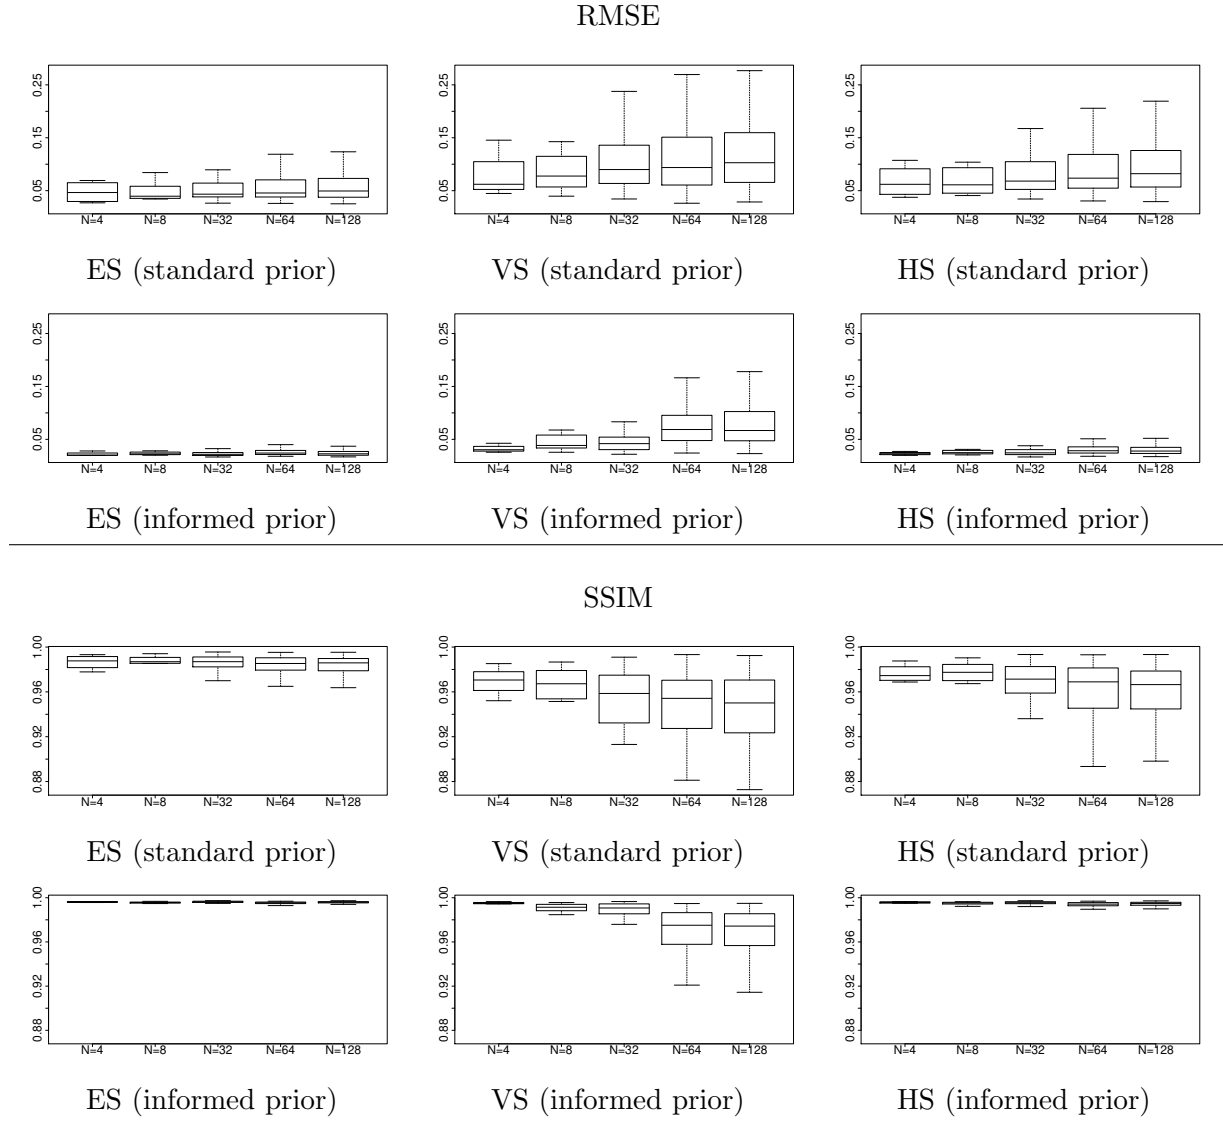 RMSE
0.05 0.15 0.25
N=4 N=8 N=32 N=64 N=128
ES (standard prior)
0.05 0.15 0.25
N=4 N=8 N=32 N=64 N=128
VS (standard prior)
0.05 0.15 0.25
N=4 N=8 N=32 N=64 N=128
HS (standard prior)
0.05 0.15 0.25
N=4 N=8 N=32 N=64 N=128
ES (informed prior)
0.05 0.15 0.25
N=4 N=8 N=32 N=64 N=128
VS (informed prior)
0.05 0.15 0.25
N=4 N=8 N=32 N=64 N=128
HS (informed prior)
SSIM
0.88 0.92 0.96 1.00
N=4 N=8 N=32 N=64 N=128
ES (standard prior)
0.88 0.92 0.96 1.00
N=4 N=8 N=32 N=64 N=128
VS (standard prior)
0.88 0.92 0.96 1.00
N=4 N=8 N=32 N=64 N=128
HS (standard prior)
0.88 0.92 0.96 1.00
N=4 N=8 N=32 N=64 N=128
ES (informed prior)
0.88 0.92 0.96 1.00
N=4 N=8 N=32 N=64 N=128
VS (informed prior)
0.88 0.92 0.96 1.00
N=4 N=8 N=32 N=64 N=128
HS (informed prior)